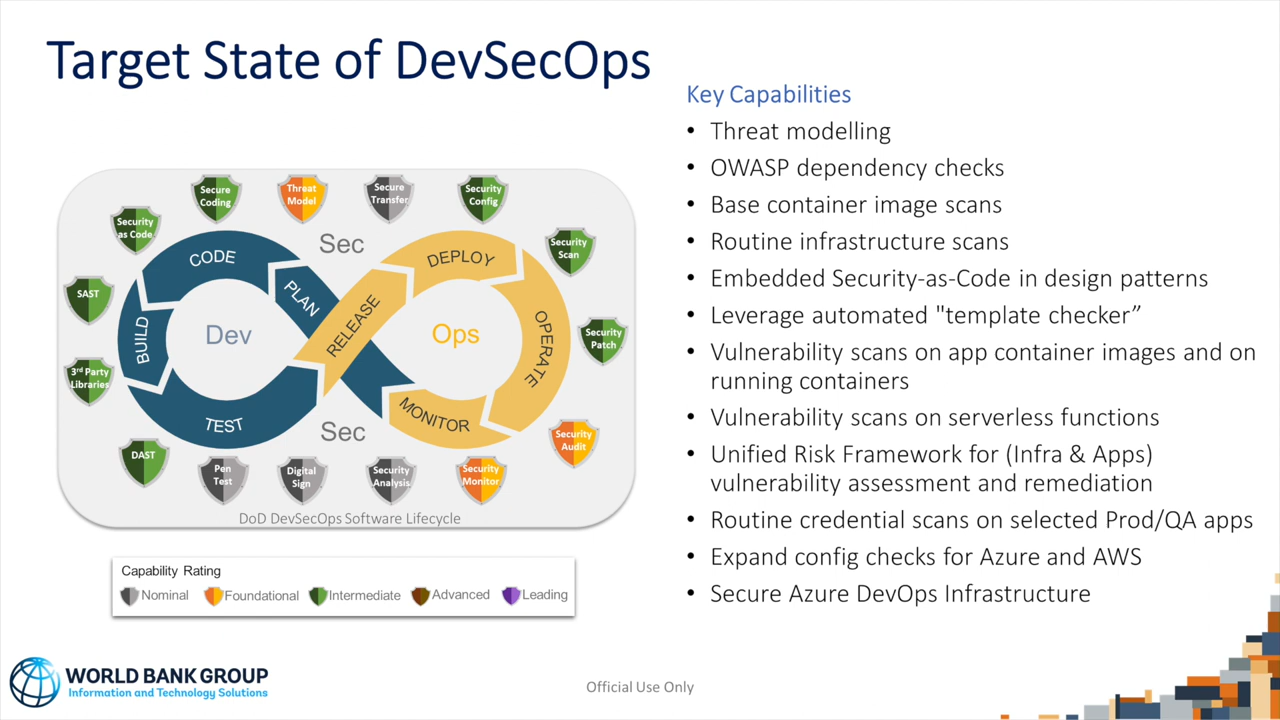 Target State of DevSecOps
Key Capabilities
• Threat modelling
• OWASP dependency checks
• Base container image scans
• Routine infrastructure scans
• Embedded Security-as-Code in design patterns
• Leverage automated "template checker”
• Vulnerability scans on app container images and on
running containers
• Vulnerability scans on serverless functions
• Unified Risk Framework for (Infra & Apps)
vulnerability assessment and remediation
• Routine credential scans on selected Prod/QA apps
• Expand config checks for Azure and AWS
• Secure Azure DevOps Infrastructure
Secure
Coding
Threat
Model
Secure
Transfer
Security
Config
Security
as Code
Security
Scan
SAST
Security
Patch
3rd Party
Libraries
Security
Audit
DAST
Pen
Test
Digital
Sign
Security
Analysis
Security
Monitor
Sec
CODE
PLAN
DEPLOY
RELEASE
Dev
Ops
BUILD
OPERATE
TEST
MONITOR
Sec
DoD DevSecOps Software Lifecycle
Capability Rating
Nominal
Foundational
Intermediate
Advanced
Leading
WORLD BANK GROUP
Information and Technology Solutions
Official Use Only